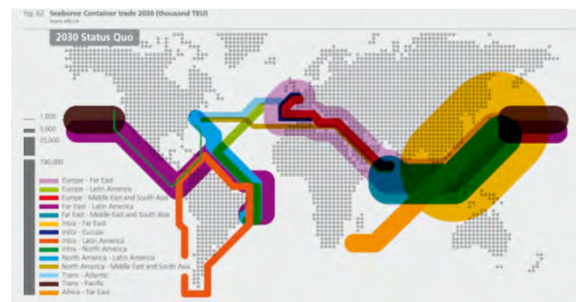 Fig. 62 Seaborne Container trade 2030 (thousand TEU)
2030 Status Quo
1,000
5,000
25,000
100,000
Europe - Far East
Europe - Latin America
Europe - Middle East and South Asia
Far East - Latin America
Far East - Middle East and South Asia
Intra - Far East
Intra - Europe
Intra - Latin America
Intra - North America
North America - Latin America
North America - Middle East and South Asia
Trans - Atlantic
Trans - Pacific
Africa - Far East